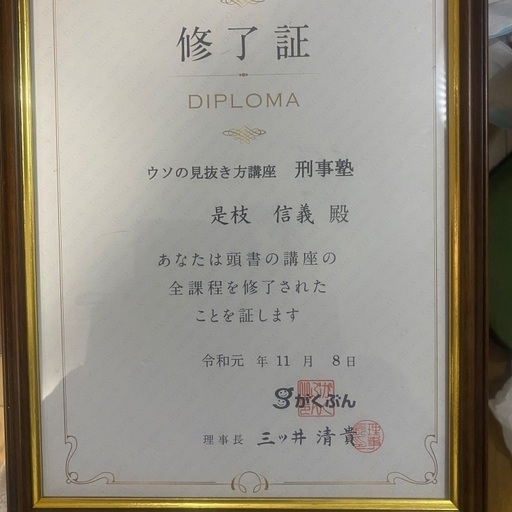 修了証
DIPLOMA
ウソの見抜き方講座 刑事塾
是枝 信義 殿
あなたは頭書の講座の
全課程を修了された
ことを証します
令和元 年 11 月 8 日
gがくぶん
理事長 三ッ井 清貴